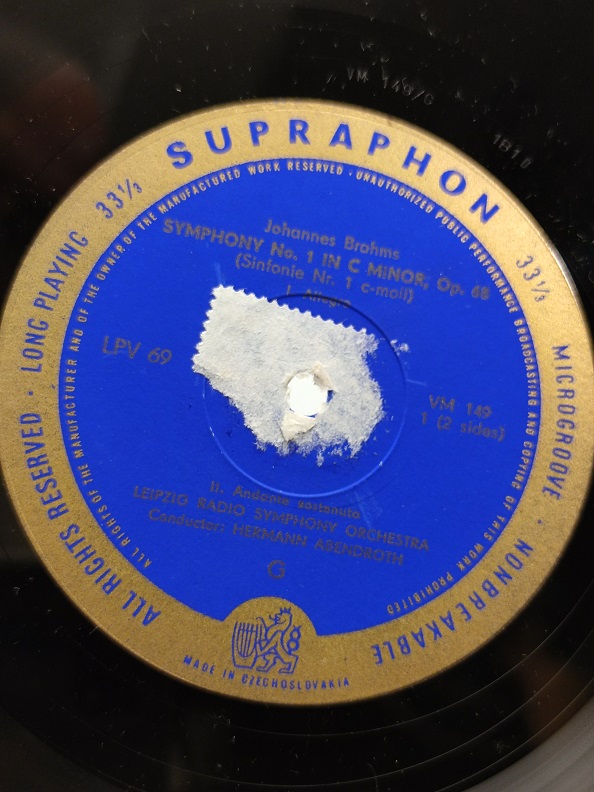 VM 149/G
1B10
SUPRAPHON
33⅓
33⅓
LONG PLAYING · ALL RIGHTS RESERVED
MICROGROOVE · NONBREAKABLE
ALL RIGHTS OF THE MANUFACTURER AND OF THE OWNER OF THE MANUFACTURED WORK RESERVED · UNAUTHORIZED PUBLIC PERFORMANCE BROADCASTING AND COPYING OF THIS WORK PROHIBITED
Johannes Brahms
SYMPHONY No. 1 IN C MINOR, Op. 68
(Sinfonie Nr. 1 c-moll)
I. Allegro
LPV 69
VM 149
1 (2 sides)
II. Andante sostenuto
LEIPZIG RADIO SYMPHONY ORCHESTRA
Conductor: HERMANN ABENDROTH
G
MADE IN CZECHOSLOVAKIA